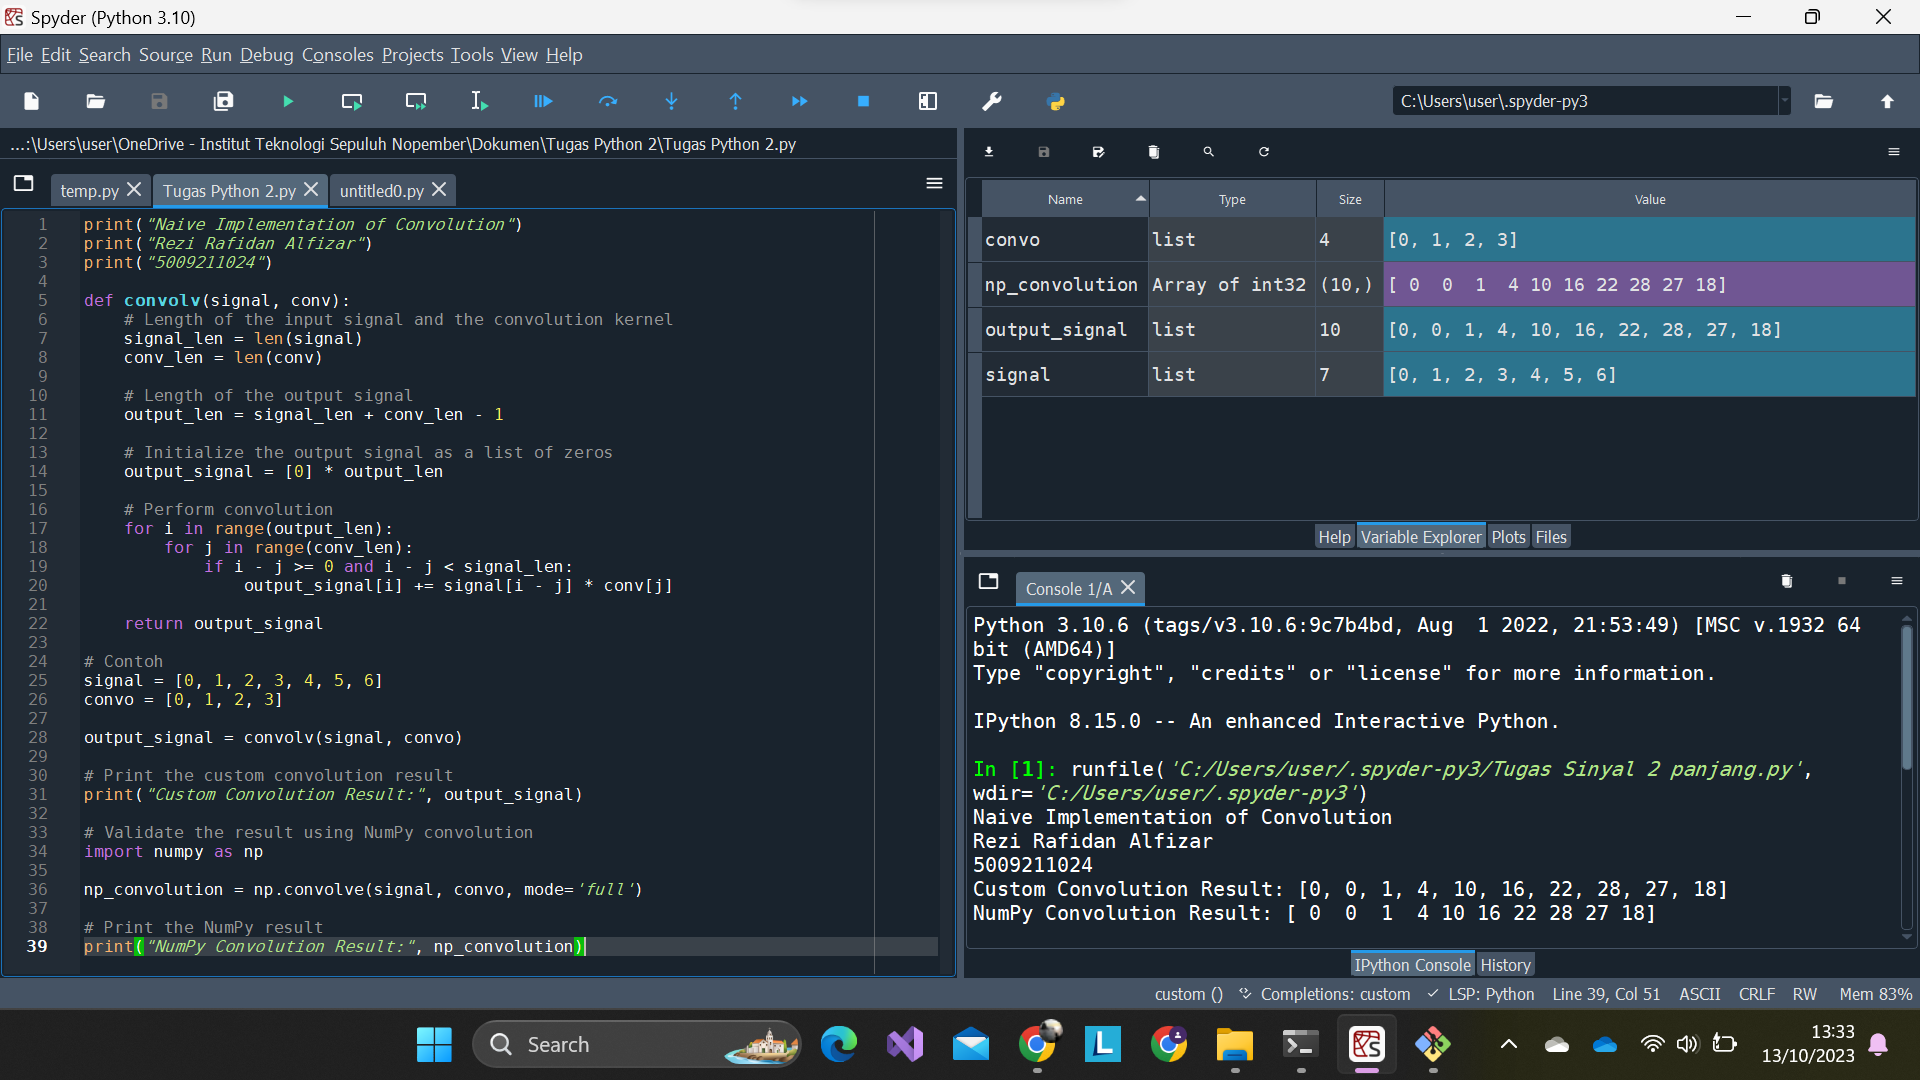 Spyder (Python 3.10)
File Edit Search Source Run Debug Consoles Projects Tools View Help
C:\Users\user\.spyder-py3
...:\Users\user\OneDrive - Institut Teknologi Sepuluh Nopember\Dokumen\Tugas Python 2\Tugas Python 2.py
temp.py Tugas Python 2.py untitled0.py
1 print("Naive Implementation of Convolution")
2 print("Rezi Rafidan Alfizar")
3 print("5009211024")
4
5 def convolv(signal, conv):
6     # Length of the input signal and the convolution kernel
7     signal_len = len(signal)
8     conv_len = len(conv)
9
10     # Length of the output signal
11     output_len = signal_len + conv_len - 1
12
13     # Initialize the output signal as a list of zeros
14     output_signal = [0] * output_len
15
16     # Perform convolution
17     for i in range(output_len):
18         for j in range(conv_len):
19             if i - j >= 0 and i - j < signal_len:
20                 output_signal[i] += signal[i - j] * conv[j]
21
22     return output_signal
23
24 # Contoh
25 signal = [0, 1, 2, 3, 4, 5, 6]
26 convo = [0, 1, 2, 3]
27
28 output_signal = convolv(signal, convo)
29
30 # Print the custom convolution result
31 print("Custom Convolution Result:", output_signal)
32
33 # Validate the result using NumPy convolution
34 import numpy as np
35
36 np_convolution = np.convolve(signal, convo, mode='full')
37
38 # Print the NumPy result
39 print("NumPy Convolution Result:", np_convolution)
Name Type Size Value
convo list 4 [0, 1, 2, 3]
np_convolution Array of int32 (10,) [ 0  0  1  4 10 16 22 28 27 18]
output_signal list 10 [0, 0, 1, 4, 10, 16, 22, 28, 27, 18]
signal list 7 [0, 1, 2, 3, 4, 5, 6]
Help Variable Explorer Plots Files
Console 1/A
Python 3.10.6 (tags/v3.10.6:9c7b4bd, Aug  1 2022, 21:53:49) [MSC v.1932 64
bit (AMD64)]
Type "copyright", "credits" or "license" for more information.
IPython 8.15.0 -- An enhanced Interactive Python.
In [1]: runfile('C:/Users/user/.spyder-py3/Tugas Sinyal 2 panjang.py',
wdir='C:/Users/user/.spyder-py3')
Naive Implementation of Convolution
Rezi Rafidan Alfizar
5009211024
Custom Convolution Result: [0, 0, 1, 4, 10, 16, 22, 28, 27, 18]
NumPy Convolution Result: [ 0  0  1  4 10 16 22 28 27 18]
IPython Console History
custom () Completions: custom LSP: Python Line 39, Col 51 ASCII CRLF RW Mem 83%
Search
L
13:33
13/10/2023